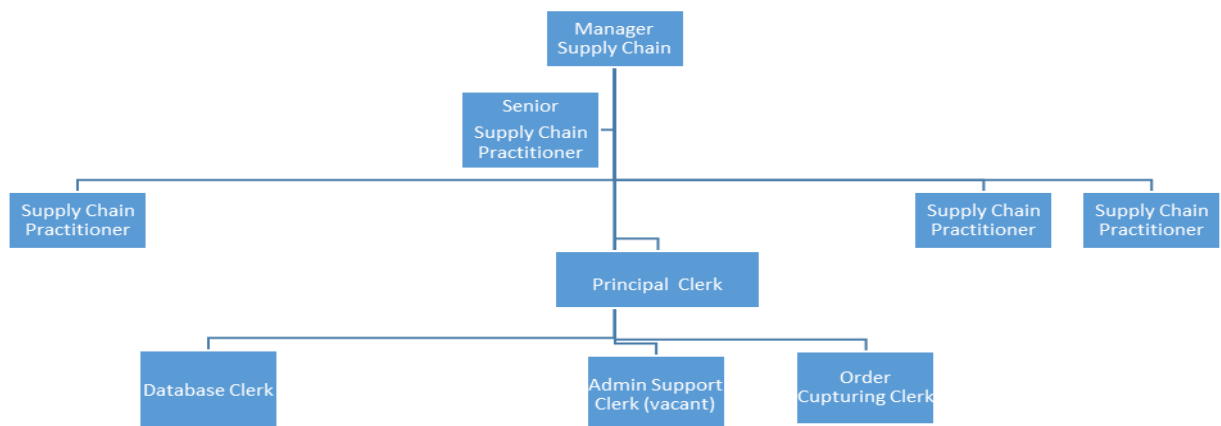 Manager
Supply Chain
Senior
Supply Chain
Practitioner
Supply Chain
Practitioner
Supply Chain
Practitioner
Supply Chain
Practitioner
Principal Clerk
Database Clerk
Admin Support
Clerk (vacant)
Order
Cupturing Clerk